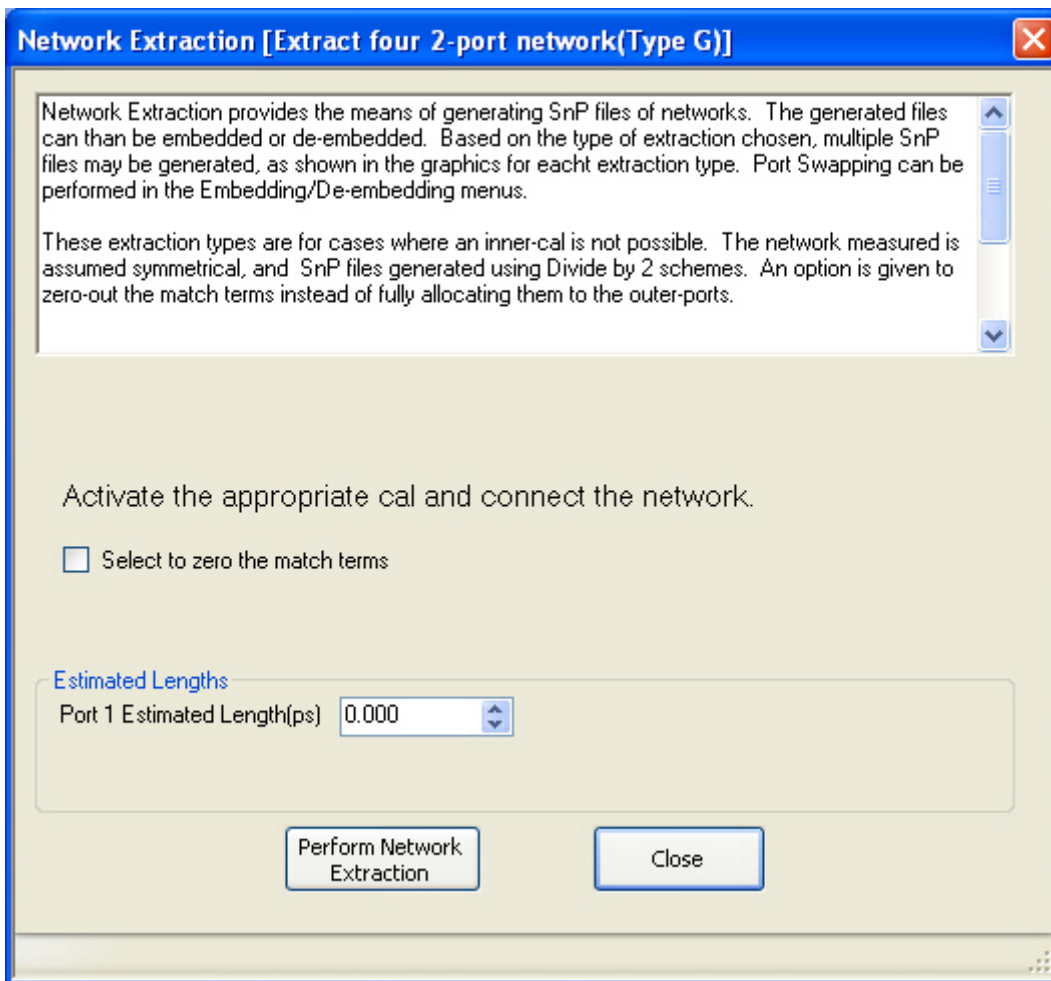 Network Extraction [Extract four 2-port network(Type G)]
Network Extraction provides the means of generating SnP files of networks.  The generated files
can than be embedded or de-embedded.  Based on the type of extraction chosen, multiple SnP
files may be generated, as shown in the graphics for eacht extraction type.  Port Swapping can be
performed in the Embedding/De-embedding menus.
These extraction types are for cases where an inner-cal is not possible.  The network measured is
assumed symmetrical, and  SnP files generated using Divide by 2 schemes.  An option is given to
zero-out the match terms instead of fully allocating them to the outer-ports.
Activate the appropriate cal and connect the network.
Select to zero the match terms
Estimated Lengths
Port 1 Estimated Length(ps) 0.000
Perform Network
Extraction
Close